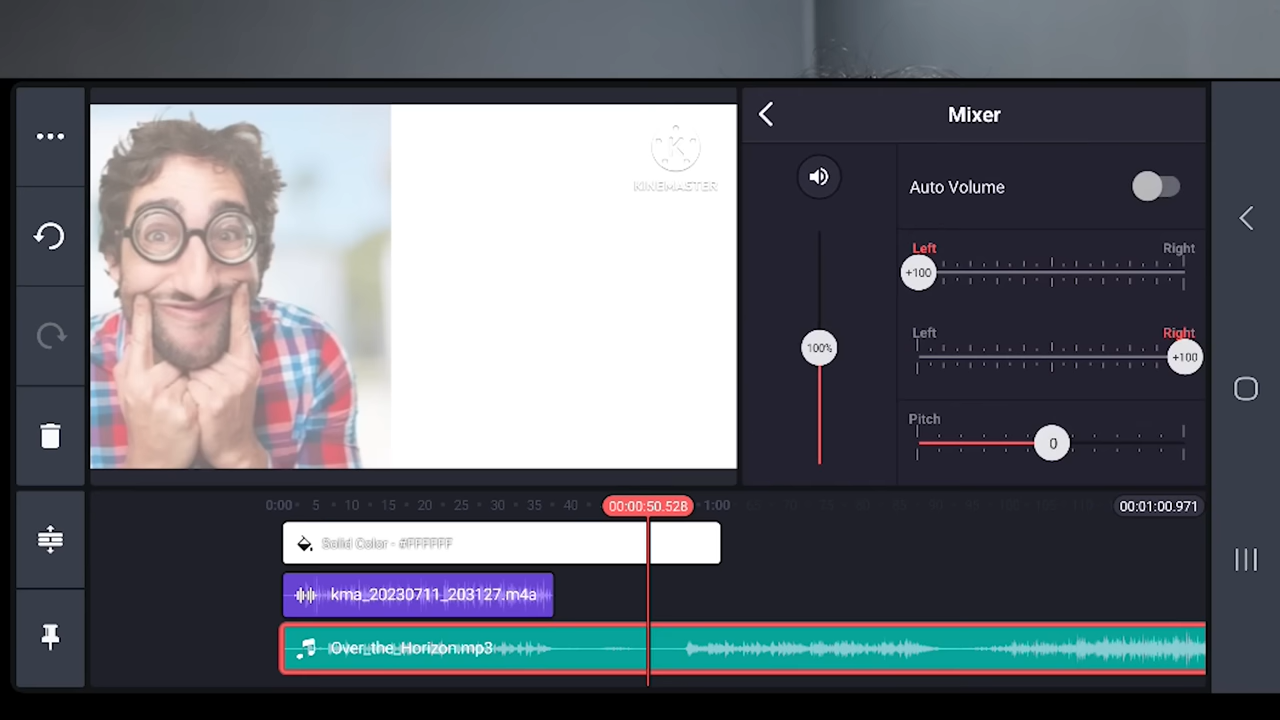 Mixer
KINEMASTER
Auto Volume
Left
Right
+100
Left
Right
+100
100%
Pitch
0
0:00 5 10 15 20 25 30 35 40 00:00:50.528 1:00
00:01:00.971
Solid Color - #FFFFFF
kma_20230711_203127.m4a
Over_the_Horizon.mp3